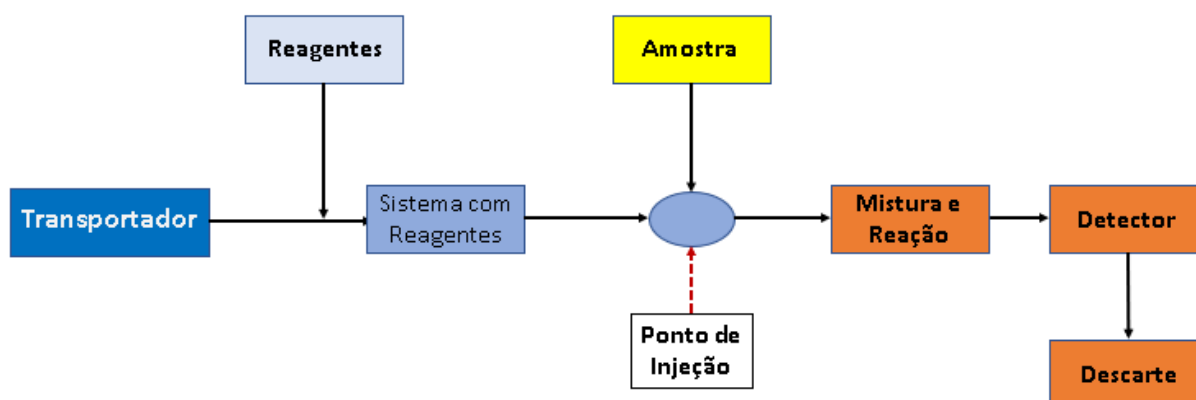 Reagentes
Amostra
Transportador
Sistema com
Reagentes
Mistura e
Reação
Detector
Ponto de
Injeção
Descarte